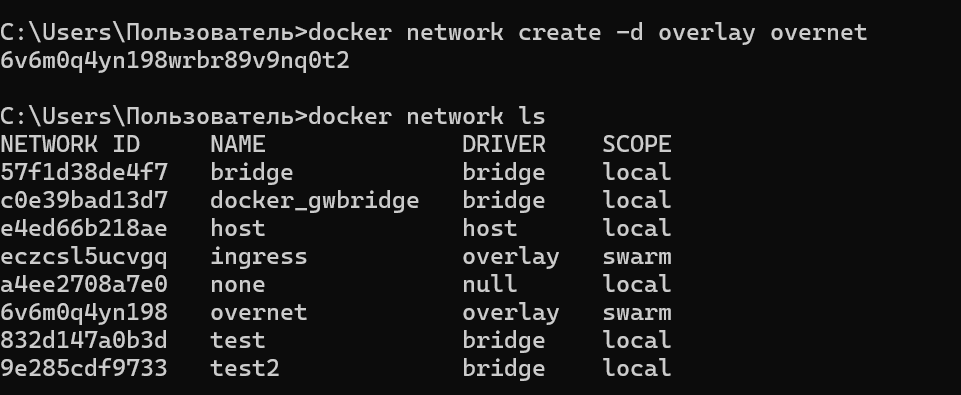 C:\Users\Пользователь>docker network create -d overlay overnet
6v6m0q4yn198wrbr89v9nq0t2
C:\Users\Пользователь>docker network ls
NETWORK ID NAME DRIVER SCOPE
57f1d38de4f7 bridge bridge local
c0e39bad13d7 docker_gwbridge bridge local
e4ed66b218ae host host local
eczcsl5ucvgq ingress overlay swarm
a4ee2708a7e0 none null local
6v6m0q4yn198 overnet overlay swarm
832d147a0b3d test bridge local
9e285cdf9733 test2 bridge local